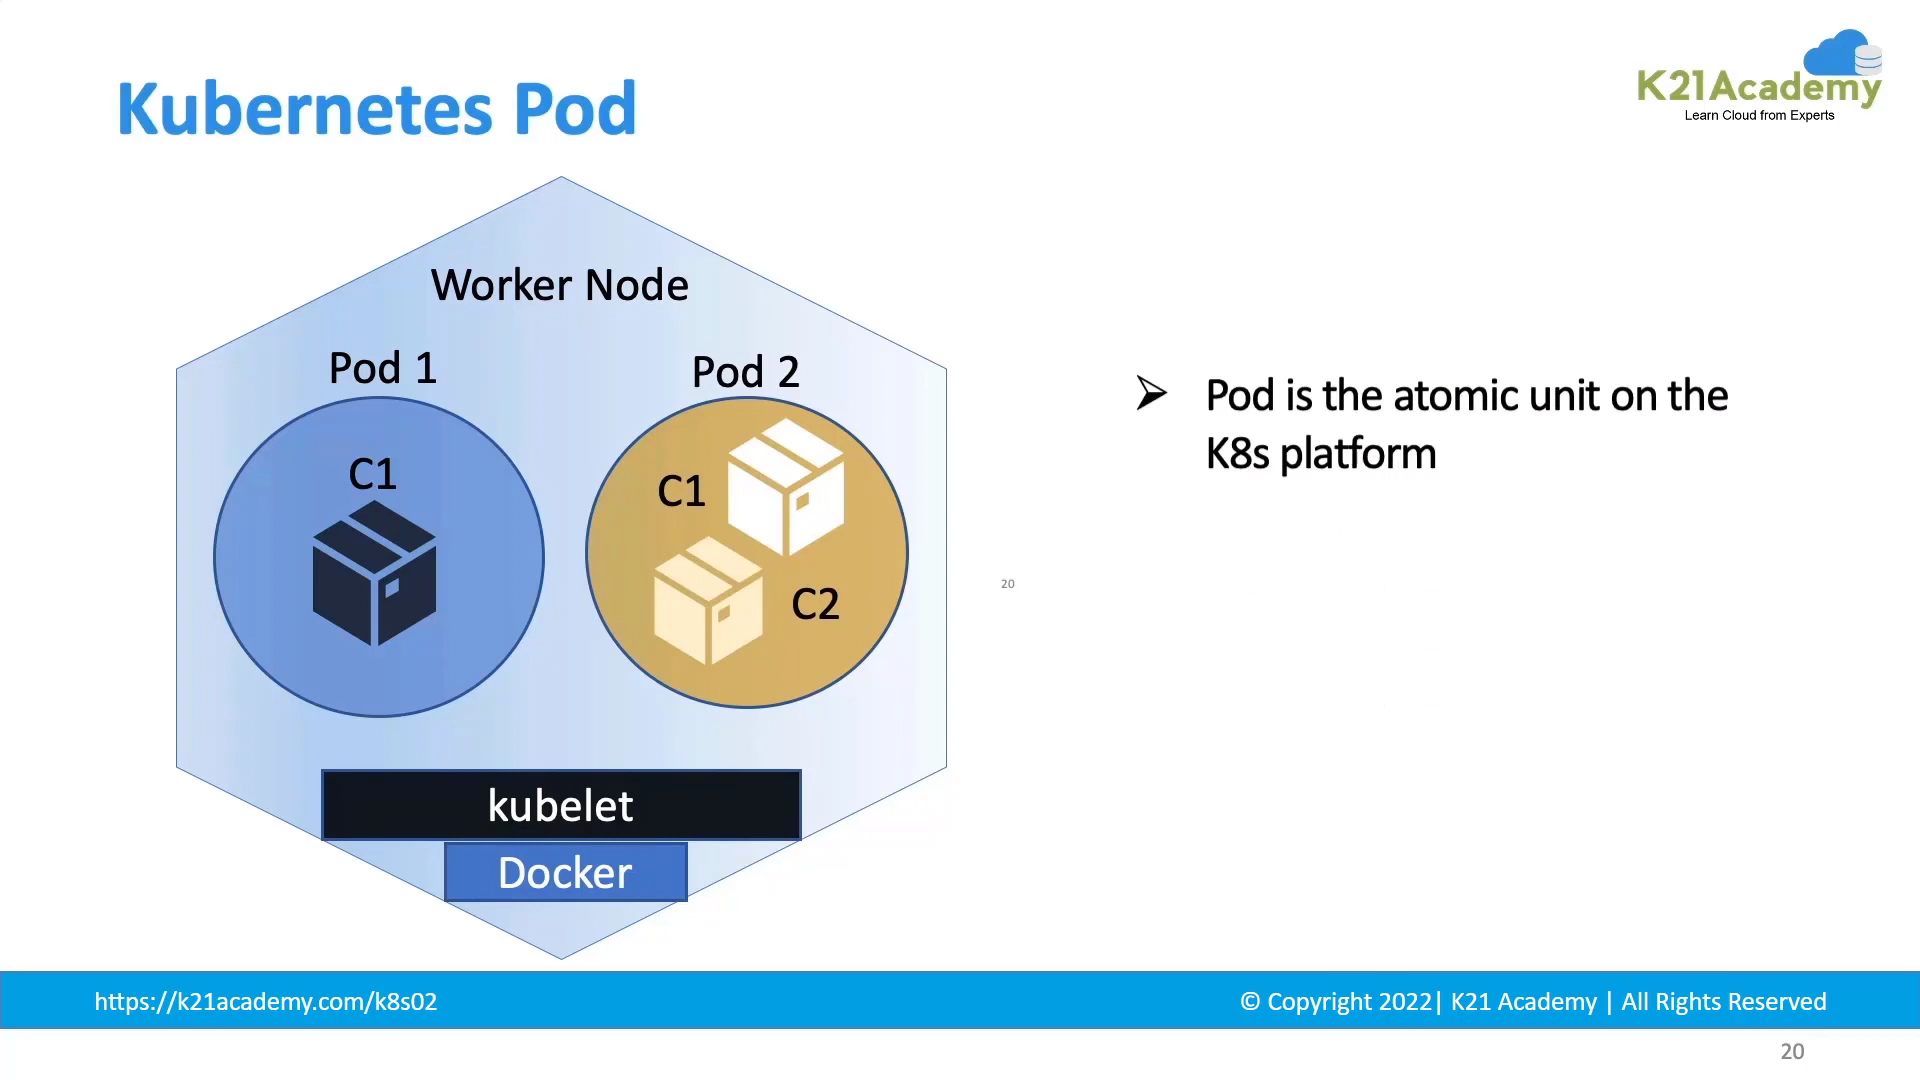 Kubernetes Pod
K21Academy
Learn Cloud from Experts
Worker Node
Pod 1
Pod 2
C1
C1
C2
kubelet
Docker
➢ Pod is the atomic unit on the
K8s platform
20
https://k21academy.com/k8s02
© Copyright 2022| K21 Academy | All Rights Reserved
20